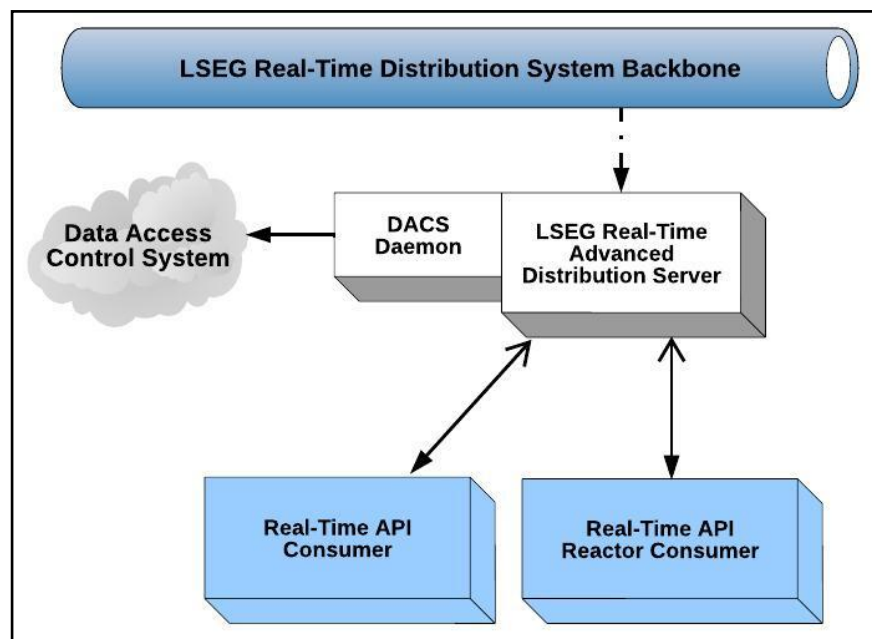 LSEG Real-Time Distribution System Backbone
Data Access
Control System
DACS
Daemon
LSEG Real-Time
Advanced
Distribution Server
Real-Time API
Consumer
Real-Time API
Reactor Consumer